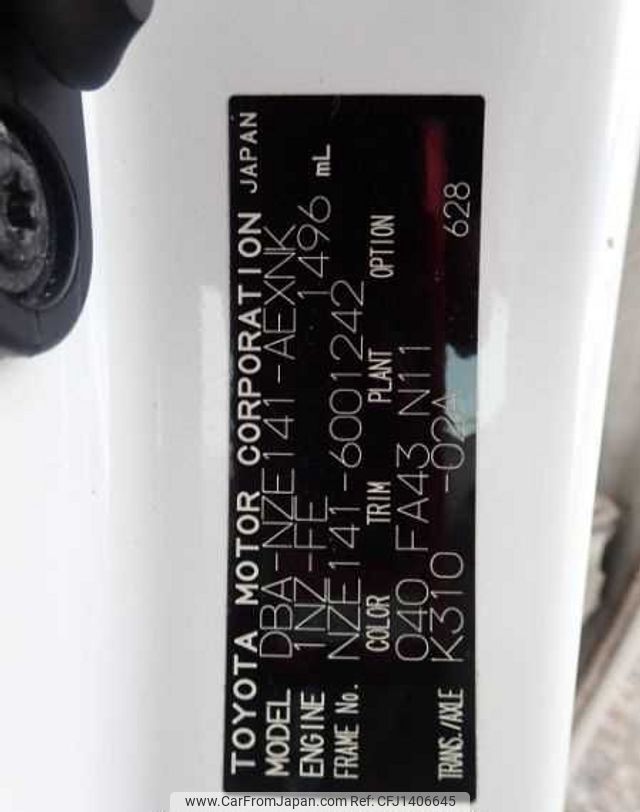 TOYOTA MOTOR CORPORATION JAPAN
MODEL DBA-NZE141-AEXNK
ENGINE 1NZ-FE 1496 mL
FRAME No. NZE141-6001242
COLOR TRIM PLANT OPTION
040 FA43 N11
TRANS./AXLE K310 -02A 628
www.CarFromJapan.com Ref: CFJ1406645